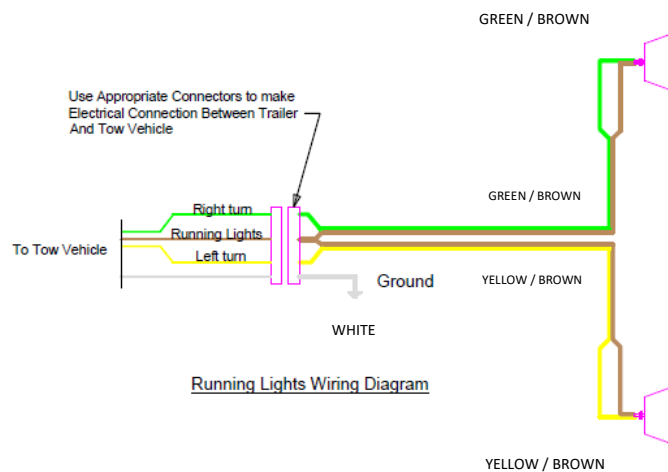 GREEN / BROWN
Use Appropriate Connectors to make
Electrical Connection Between Trailer
And Tow Vehicle
GREEN / BROWN
Right turn
Running Lights
To Tow Vehicle
Left turn
Ground
YELLOW / BROWN
WHITE
Running Lights Wiring Diagram
YELLOW / BROWN